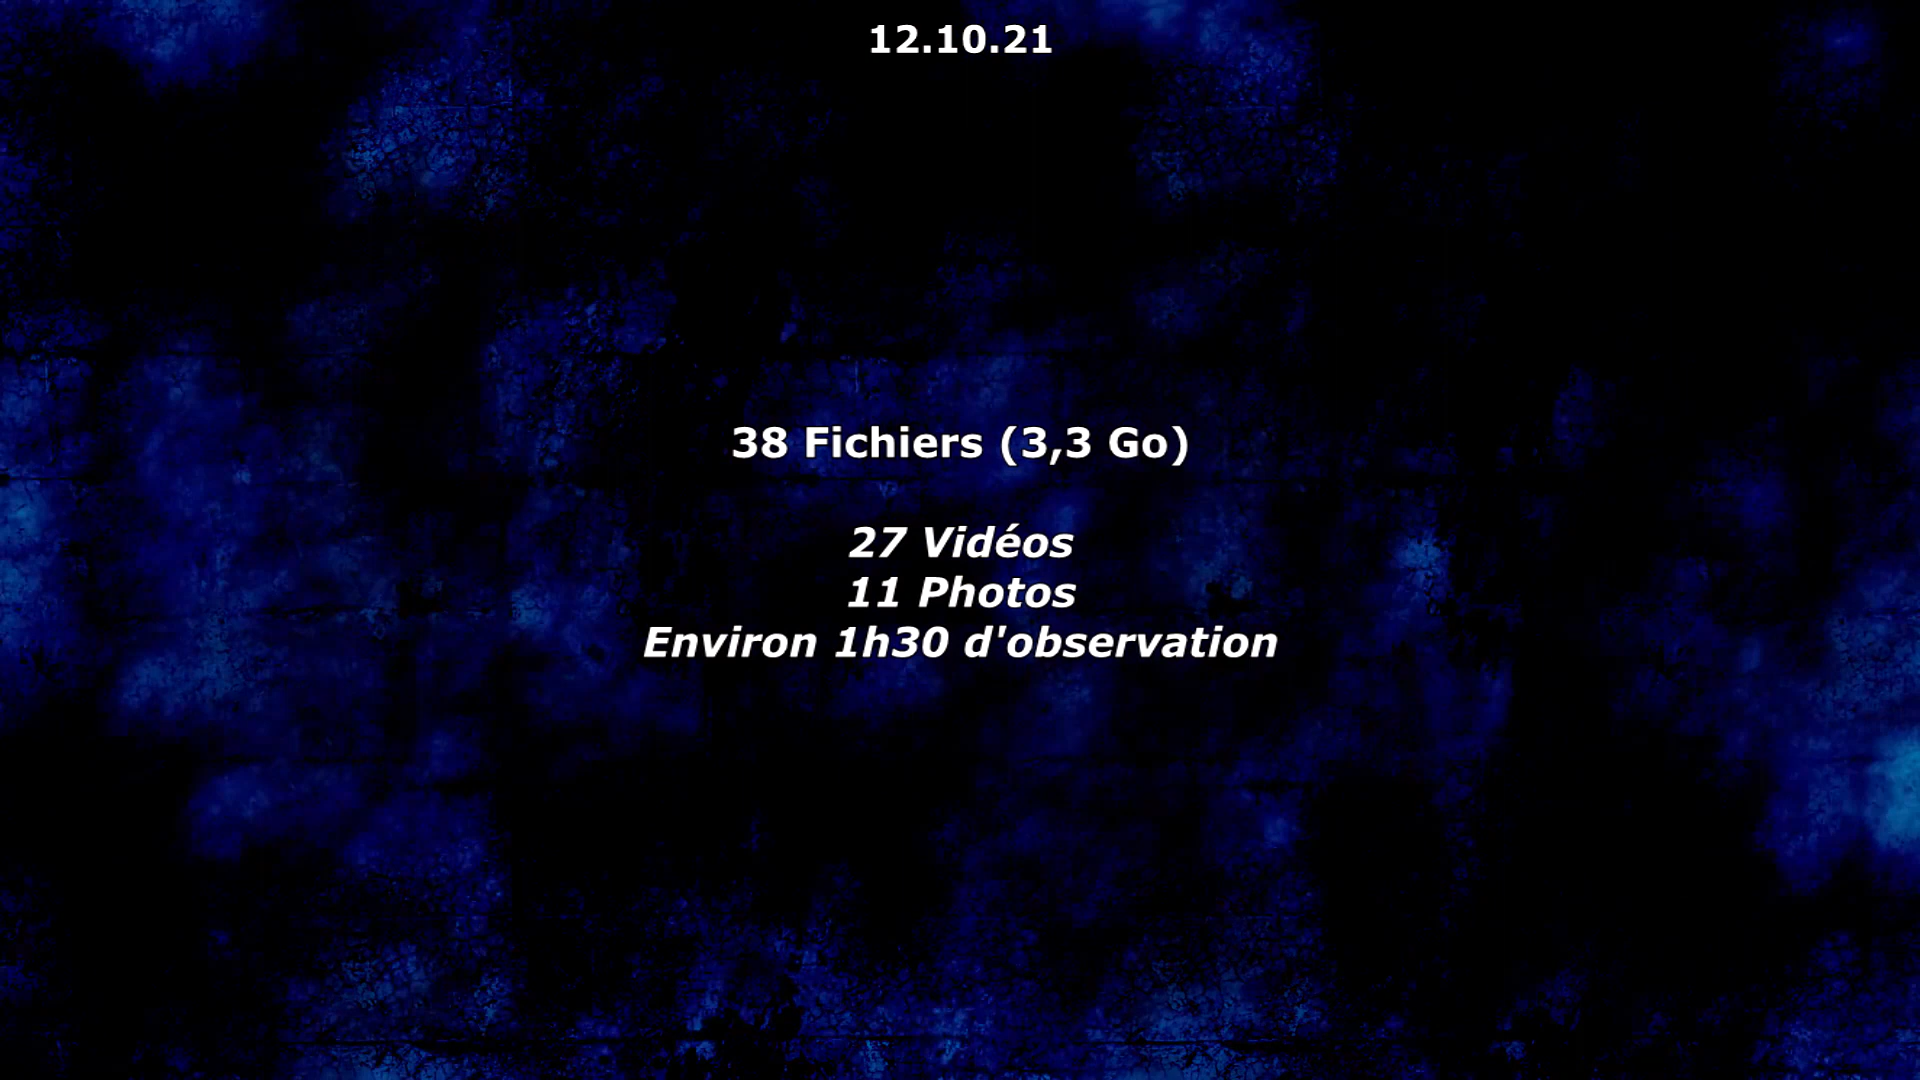 12.10.21
38 Fichiers (3,3 Go)
27 Vidéos
11 Photos
Environ 1h30 d'observation